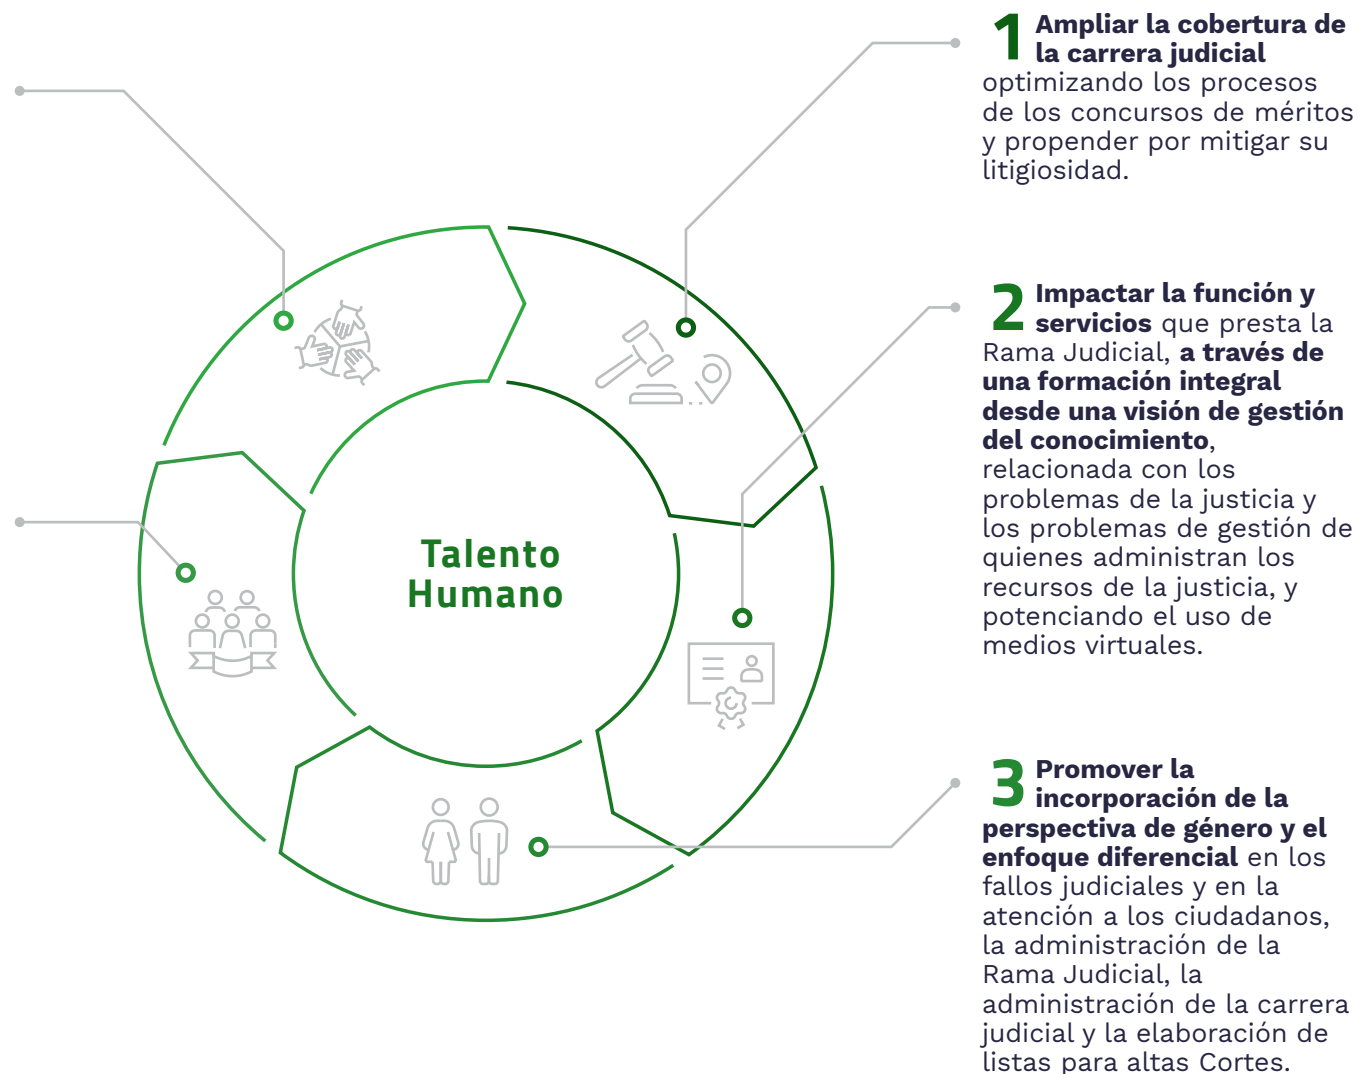 1 Ampliar la cobertura de
la carrera judicial
optimizando los procesos
de los concursos de méritos
y propender por mitigar su
litigiosidad.
2 Impactar la función y
servicios que presta la
Rama Judicial, a través de
una formación integral
desde una visión de gestión
del conocimiento,
relacionada con los
problemas de la justicia y
los problemas de gestión de
quienes administran los
recursos de la justicia, y
potenciando el uso de
medios virtuales.
Talento
Humano
3 Promover la
incorporación de la
perspectiva de género y el
enfoque diferencial en los
fallos judiciales y en la
atención a los ciudadanos,
la administración de la
Rama Judicial, la
administración de la carrera
judicial y la elaboración de
listas para altas Cortes.